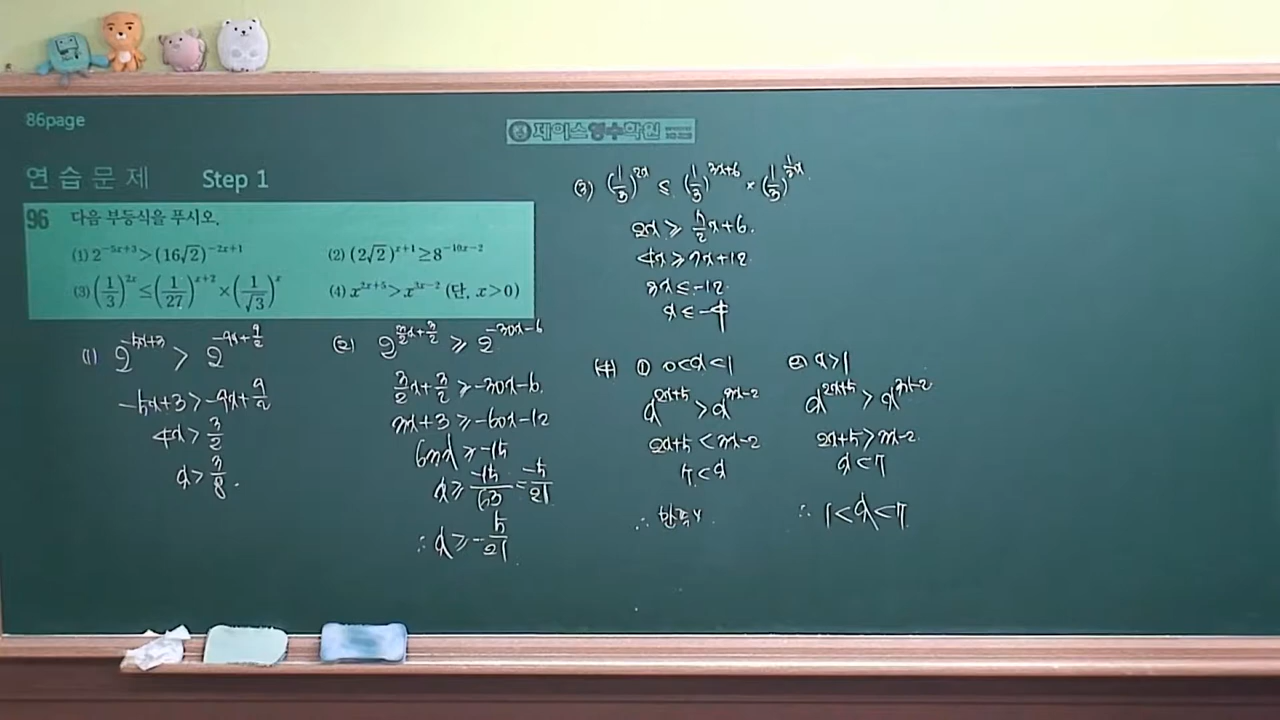 86page
제이스영수학원
연습문제 Step 1
96 다음 부등식을 푸시오.
(1) 2^{-5x+3} > (16√2)^{-2x+1}
(2) (2√2)^{x+1} ≥ 8^{-10x-2}
(3) (1/3)^{2x} ≤ (1/27)^{x+2} × (1/√3)^{x}
(4) x^{2x+5} > x^{3x-2} (단, x>0)
(1) 2^{-5x+3} > 2^{-9x+9/2}
-5x+3 > -9x+9/2
4x > 3/2
x > 3/8.
(2) 2^{3/2x+3/2} ≥ 2^{-30x-6}
3/2x+3/2 ≥ -30x-6.
3x+3 ≥ -60x-12
63x ≥ -15
x ≥ -15/63 = -5/21
∴ x ≥ -5/21
(3) (1/3)^{2x} ≤ (1/3)^{3x+6} × (1/3)^{1/2x}
2x ≥ 7/2x+6.
4x ≥ 7x+12
3x ≤ -12
x ≤ -4
(4) ① 0<x<1
x^{2x+5} > x^{3x-2}
2x+5 < 3x-2
7 < x
∴
② x>1
x^{2x+5} > x^{3x-2}
2x+5 > 3x-2
x < 7
∴ 1 < x < 7